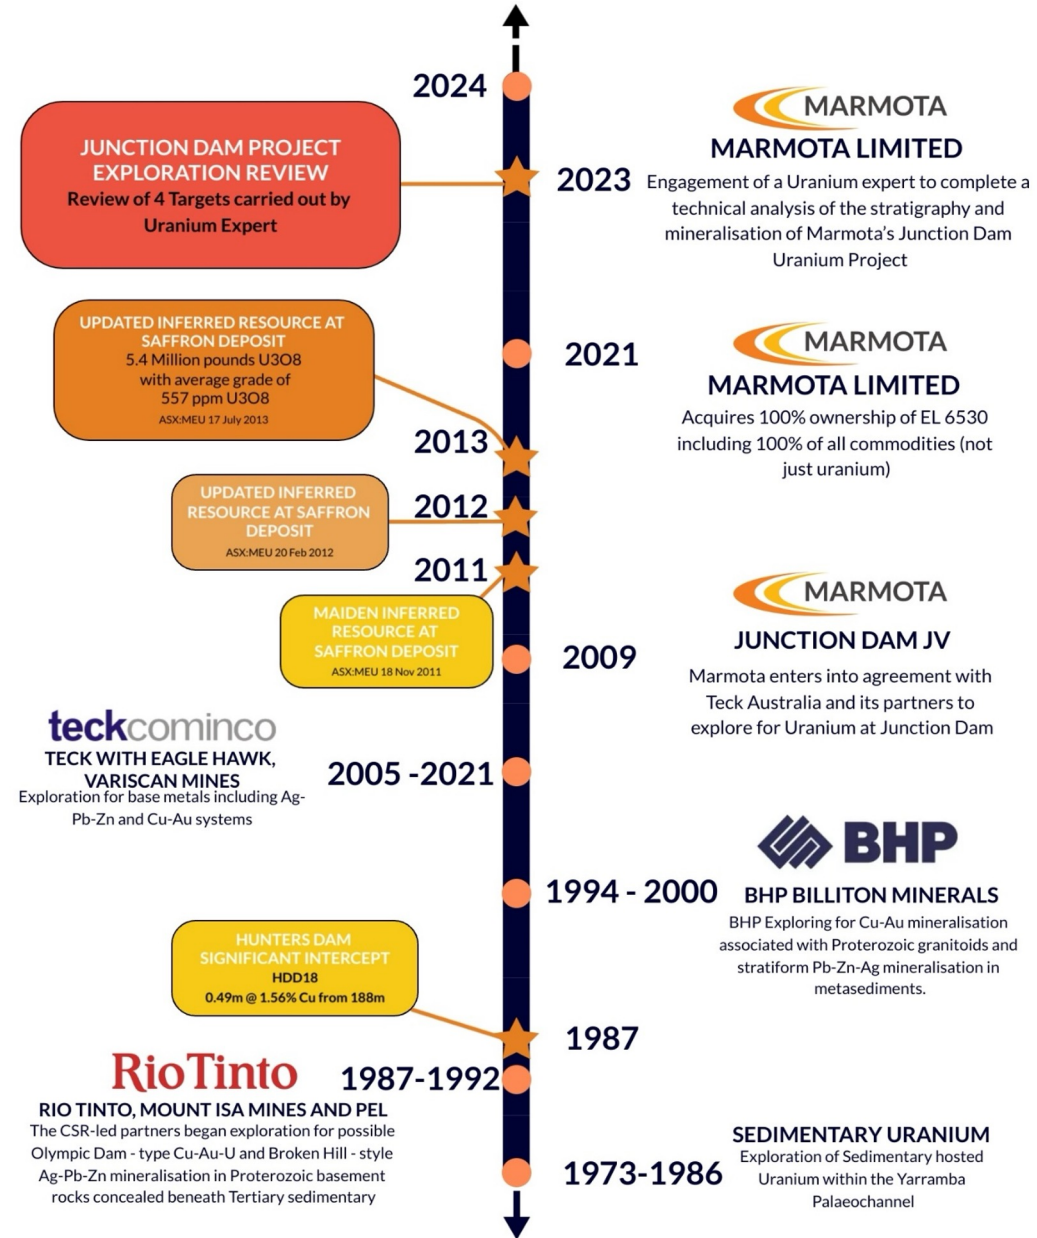 2024
MARMOTA
MARMOTA LIMITED
JUNCTION DAM PROJECT
EXPLORATION REVIEW
Review of 4 Targets carried out by
Uranium Expert
2023
Engagement of a Uranium expert to complete a
technical analysis of the stratigraphy and
mineralisation of Marmota's Junction Dam
Uranium Project
UPDATED INFERRED RESOURCE AT
SAFFRON DEPOSIT
5.4 Million pounds U3O8
with average grade of
557 ppm U3O8
ASX:MEU 17 July 2013
2021
MARMOTA
MARMOTA LIMITED
Acquires 100% ownership of EL 6530
including 100% of all commodities (not
just uranium)
2013
UPDATED INFERRED
RESOURCE AT SAFFRON
DEPOSIT
ASX:MEU 20 Feb 2012
2012
2011
MAIDEN INFERRED
RESOURCE AT
SAFFRON DEPOSIT
ASX:MEU 18 Nov 2011
MARMOTA
JUNCTION DAM JV
2009
Marmota enters into agreement with
Teck Australia and its partners to
explore for Uranium at Junction Dam
teckcominco
TECK WITH EAGLE HAWK,
VARISCAN MINES
Exploration for base metals including Ag-
Pb-Zn and Cu-Au systems
2005 -2021
BHP
1994 - 2000
BHP BILLITON MINERALS
BHP Exploring for Cu-Au mineralisation
associated with Proterozoic granitoids and
stratiform Pb-Zn-Ag mineralisation in
metasediments.
HUNTERS DAM
SIGNIFICANT INTERCEPT
HDD18
0.49m @ 1.56% Cu from 188m
1987
RioTinto
1987-1992
RIO TINTO, MOUNT ISA MINES AND PEL
The CSR-led partners began exploration for possible
Olympic Dam - type Cu-Au-U and Broken Hill - style
Ag-Pb-Zn mineralisation in Proterozoic basement
rocks concealed beneath Tertiary sedimentary
1973-1986
SEDIMENTARY URANIUM
Exploration of Sedimentary hosted
Uranium within the Yarramba
Palaeochannel